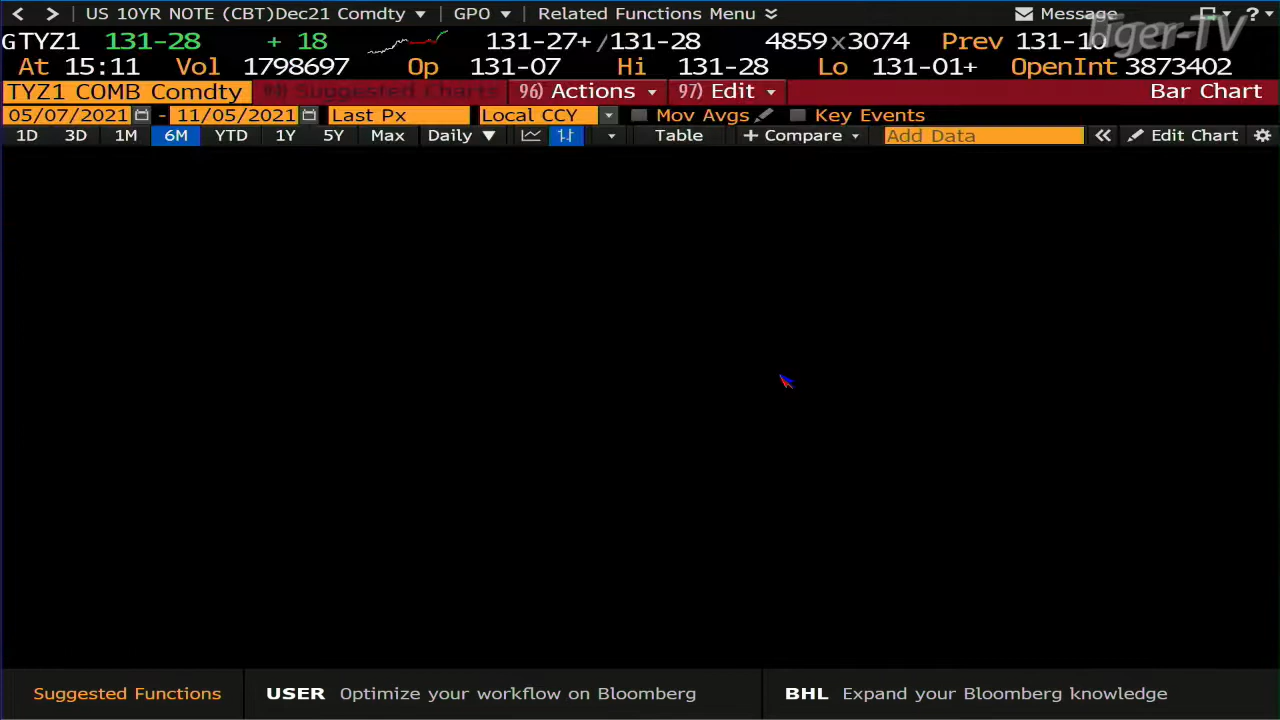 US 10YR NOTE (CBT)Dec21 Comdty GPO Related Functions Menu Message ?
GTYZ1 131-28 + 18 131-27+/131-28 4859x3074 Prev 131-10
At 15:11 Vol 1798697 Op 131-07 Hi 131-28 Lo 131-01+ OpenInt 3873402
TYZ1 COMB Comdty 94) Suggested Charts 96) Actions 97) Edit Bar Chart
05/07/2021 - 11/05/2021 Last Px Local CCY Mov Avgs Key Events
1D 3D 1M 6M YTD 1Y 5Y Max Daily Table + Compare Add Data « Edit Chart
Suggested Functions USER Optimize your workflow on Bloomberg BHL Expand your Bloomberg knowledge